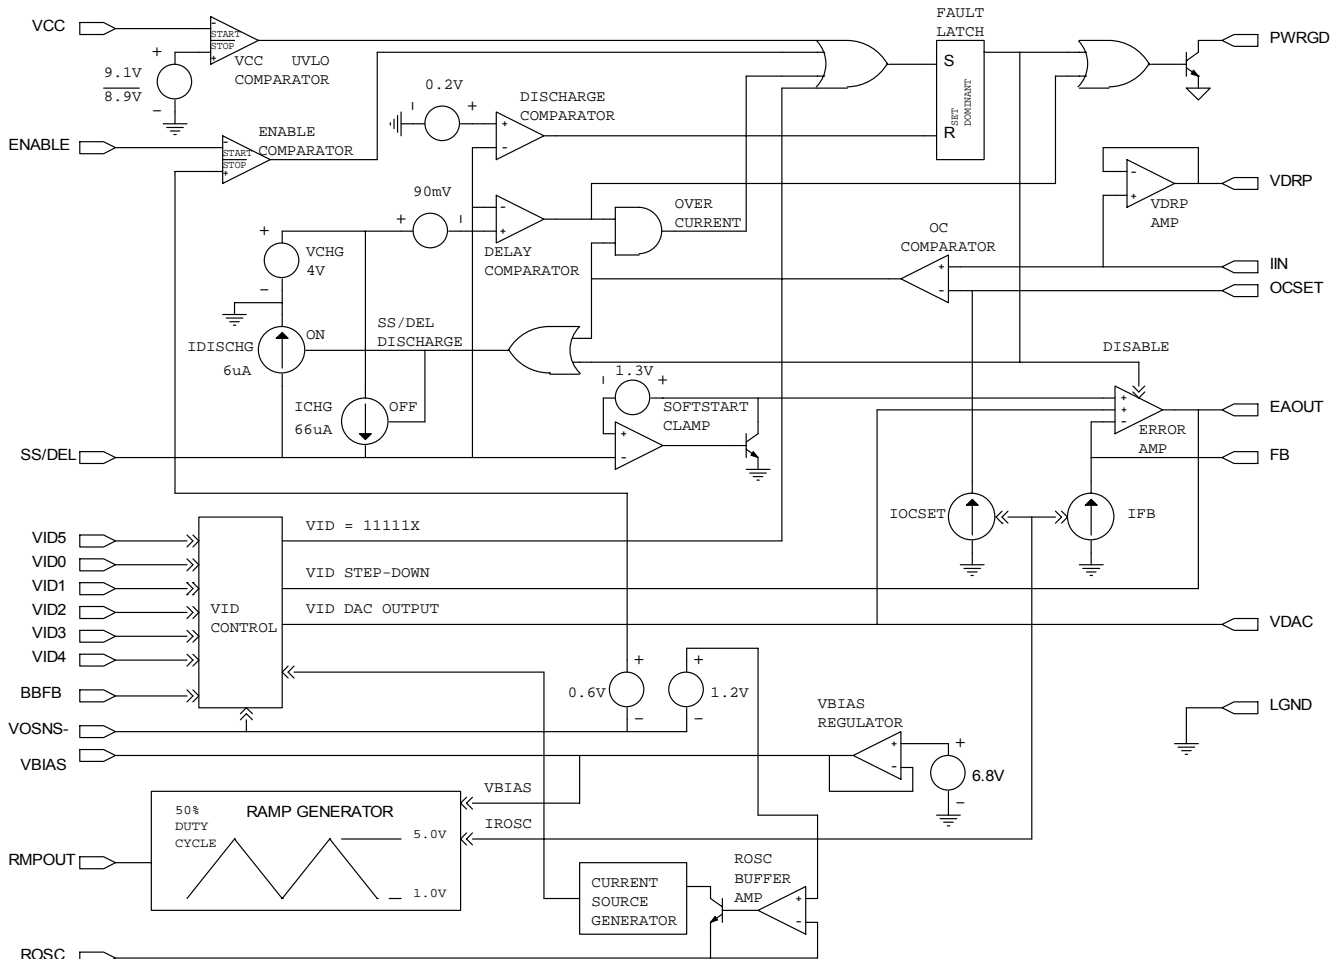 VCC
START
STOP
VCC UVLO
COMPARATOR
9.1V
8.9V
FAULT
LATCH
S
SET
DOMINANT
R
PWRGD
0.2V
DISCHARGE
COMPARATOR
ENABLE
START
STOP
ENABLE
COMPARATOR
90mV
DELAY
COMPARATOR
OVER
CURRENT
OC
COMPARATOR
VDRP
AMP
VDRP
IIN
OCSET
VCHG
4V
IDISCHG
6uA
ON
SS/DEL
DISCHARGE
ICHG
66uA
OFF
1.3V
SOFTSTART
CLAMP
DISABLE
ERROR
AMP
EAOUT
FB
SS/DEL
IOCSET
IFB
VID5
VID0
VID1
VID2
VID3
VID4
BBFB
VOSNS-
VBIAS
VID
CONTROL
VID = 11111X
VID STEP-DOWN
VID DAC OUTPUT
VDAC
0.6V
1.2V
VBIAS
REGULATOR
6.8V
LGND
VBIAS
IROSC
50%
DUTY
CYCLE
RAMP GENERATOR
5.0V
1.0V
RMPOUT
CURRENT
SOURCE
GENERATOR
ROSC
BUFFER
AMP
ROSC